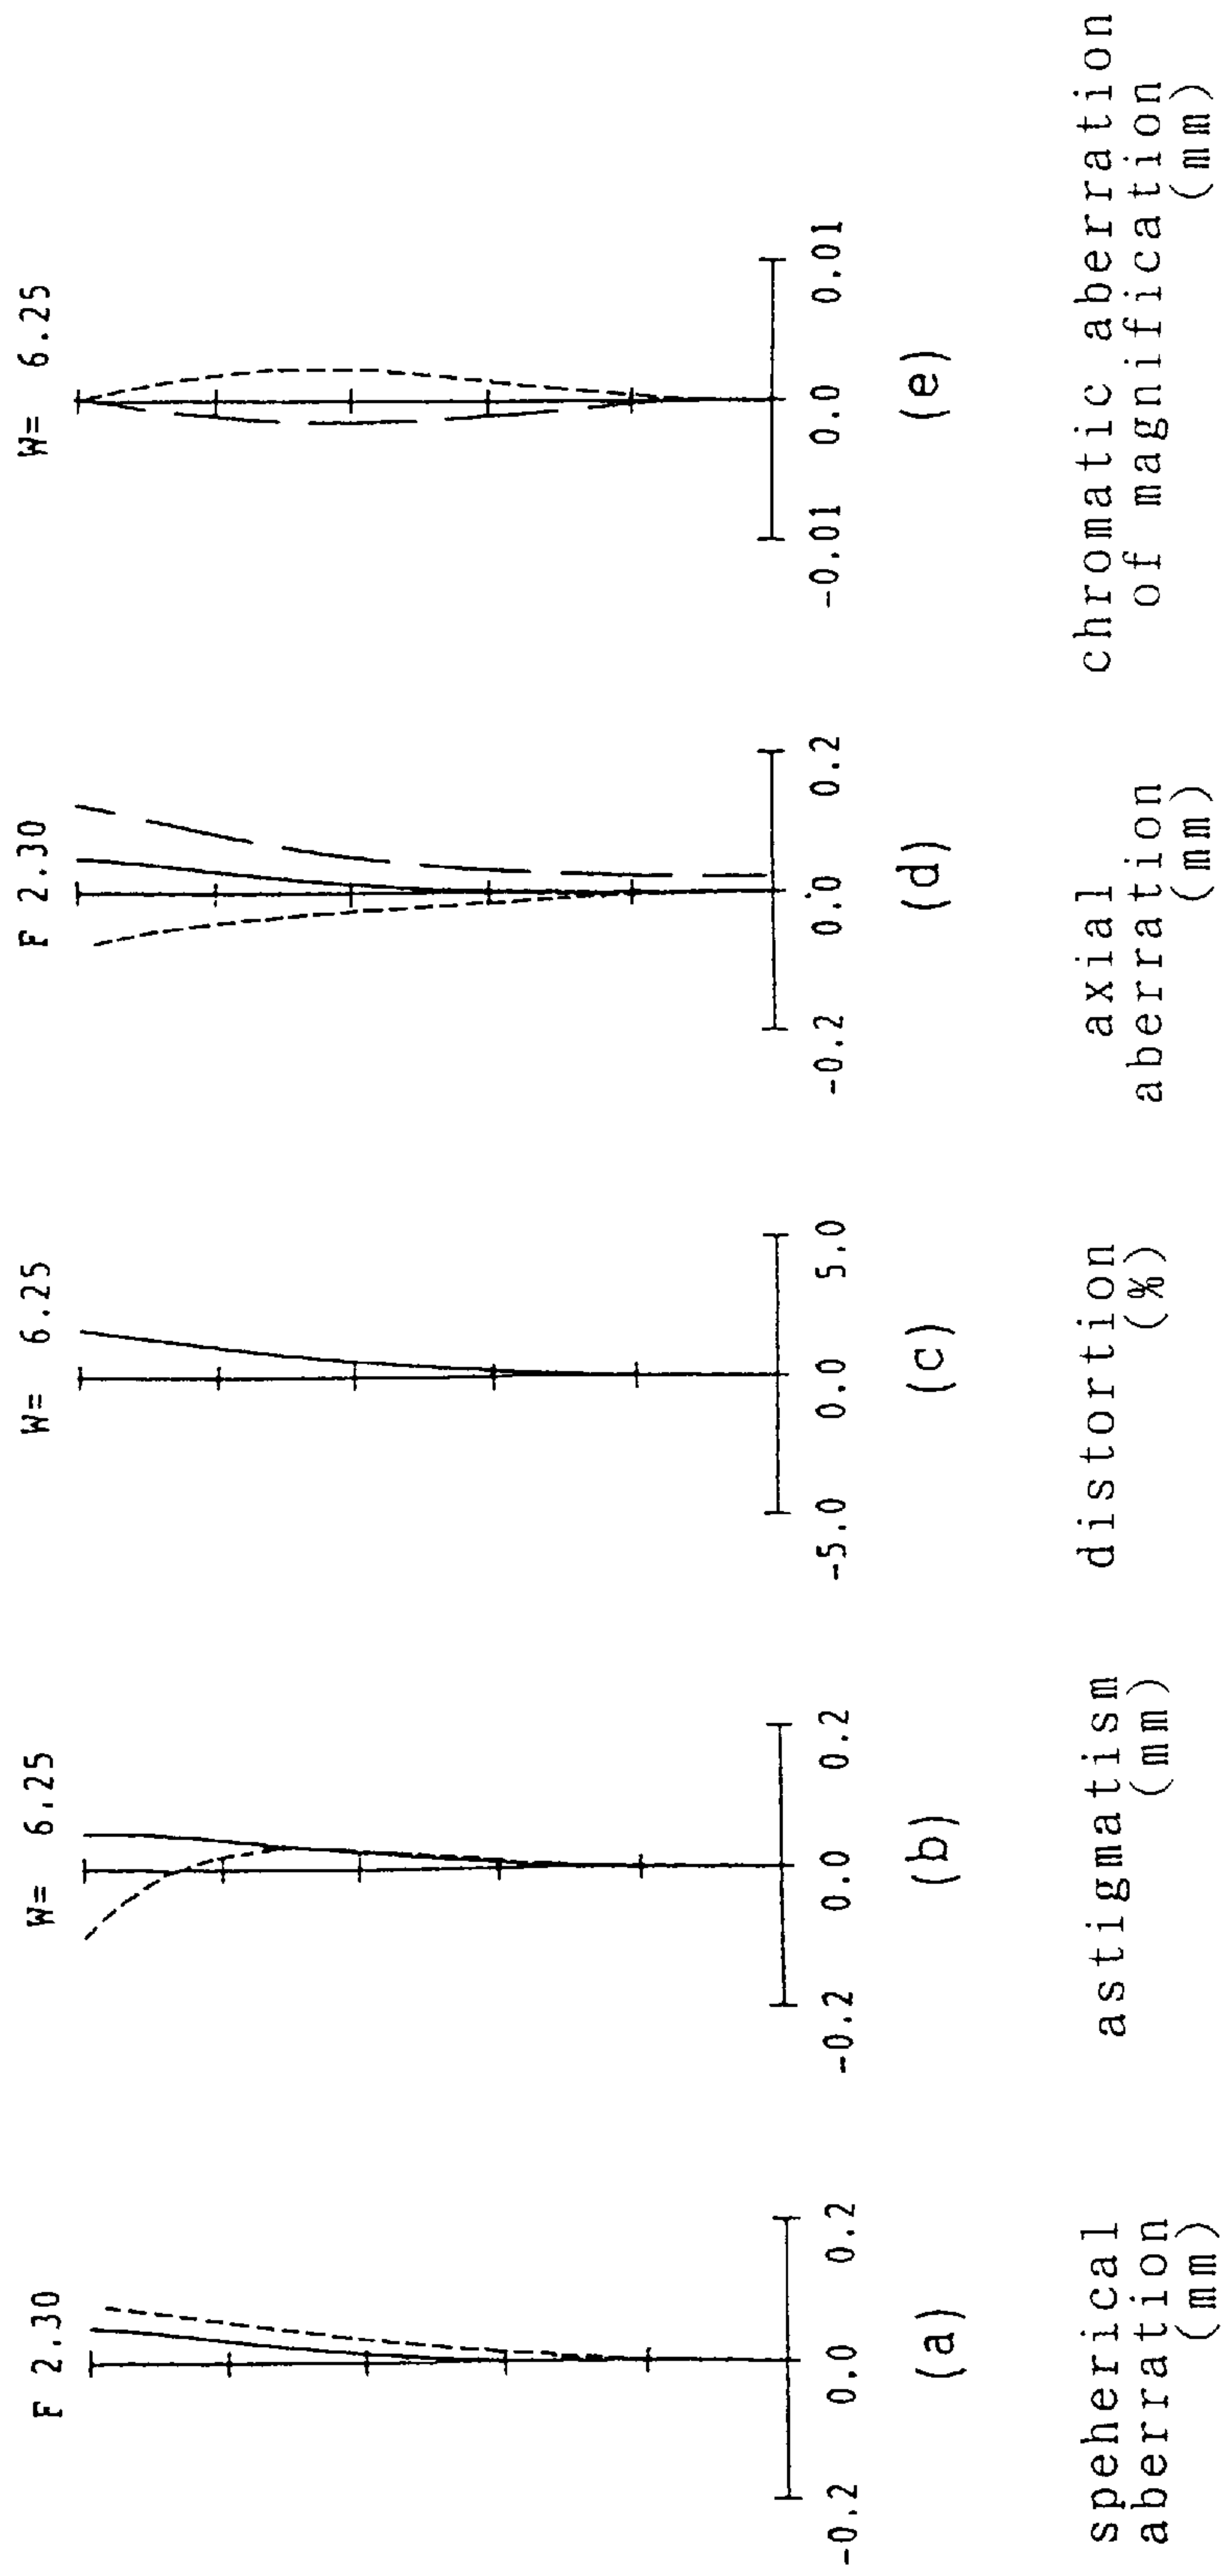 F 2.30
-0.2 0.0 0.2
(a)
speherical
aberration
(mm)
W= 6.25
-0.2 0.0 0.2
(b)
astigmatism
(mm)
W= 6.25
-5.0 0.0 5.0
(c)
distortion
(%)
F 2.30
-0.2 0.0 0.2
(d)
axial
aberration
(mm)
W= 6.25
-0.01 0.0 0.01
(e)
chromatic aberration
of magnification
(mm)